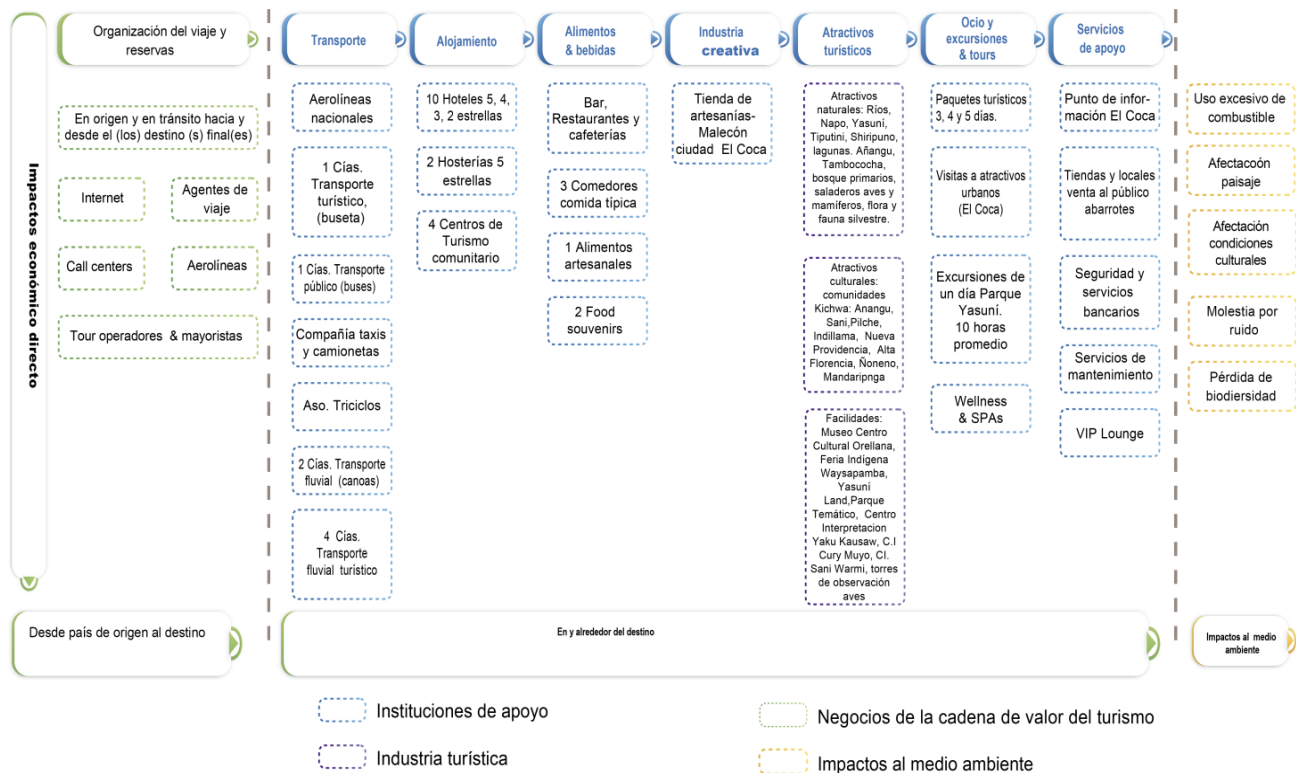 Impactos económico directo
Organización del viaje y
reservas
En origen y en tránsito hacia y
desde el (los) destino (s) final(es)
Internet
Agentes de
viaje
Call centers
Aerolíneas
Tour operadores & mayoristas
Desde país de origen al destino
Transporte
Aerolíneas
nacionales
1 Cías.
Transporte
turístico,
(buseta)
1 Cías. Transporte
público (buses)
Compañía taxis
y camionetas
Aso. Triciclos
2 Cías. Transporte
fluvial (canoas)
4 Cías.
Transporte
fluvial turístico
Alojamiento
10 Hoteles 5, 4,
3, 2 estrellas
2 Hosterías 5
estrellas
4 Centros de
Turismo
comunitario
Alimentos
& bebidas
Bar,
Restaurantes y
cafeterías
3 Comedores
comida típica
1 Alimentos
artesanales
2 Food
souvenirs
Industria
creativa
Tienda de
artesanías-
Malecón
ciudad El Coca
Atractivos
turísticos
Atractivos
naturales: Rios,
Napo, Yasuní,
Tiputini, Shiripuno,
lagunas. Añangu,
Tambococha,
bosque primarios,
saladeros aves y
mamíferos, flora y
fauna silvestre.
Atractivos
culturales:
comunidades
Kichwa: Anangu,
Sani,Pilche,
Indillama, Nueva
Providencia, Alta
Florencia, Ñoneno,
Mandaripnga
Facilidades:
Museo Centro
Cultural Orellana,
Feria Indígena
Waysapamba,
Yasuní
Land,Parque
Temático, Centro
Interpretacion
Yaku Kausaw, C.I
Cury Muyo, CI.
Sani Warmi, torres
de observación
aves
Ocio y
excursiones
& tours
Paquetes turísticos
3, 4 y 5 días.
Visitas a atractivos
urbanos
(El Coca)
Excursiones de
un día Parque
Yasuní.
10 horas
promedio
Wellness
& SPAs
Servicios
de apoyo
Punto de infor-
mación El Coca
Tiendas y locales
venta al público
abarrotes
Seguridad y
servicios
bancarios
Servicios de
mantenimiento
VIP Lounge
En y alrededor del destino
Uso excesivo de
combustible
Afectacoón
paisaje
Afectación
condiciones
culturales
Molestia por
ruido
Pérdida de
biodiersidad
Impactos al medio
ambiente
Instituciones de apoyo
Industria turística
Negocios de la cadena de valor del turismo
Impactos al medio ambiente